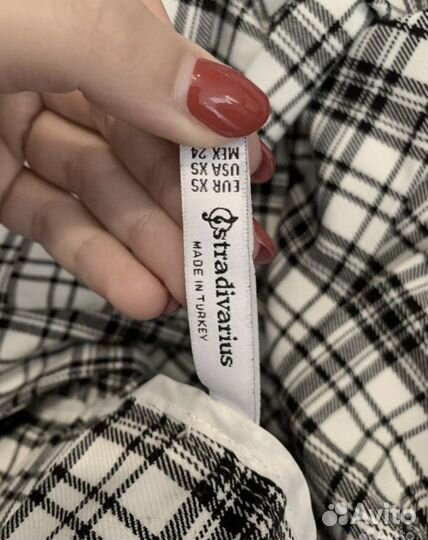 EUR XS
USA XS
MEX 24
Stradivarius
MADE IN TURKEY
Avito